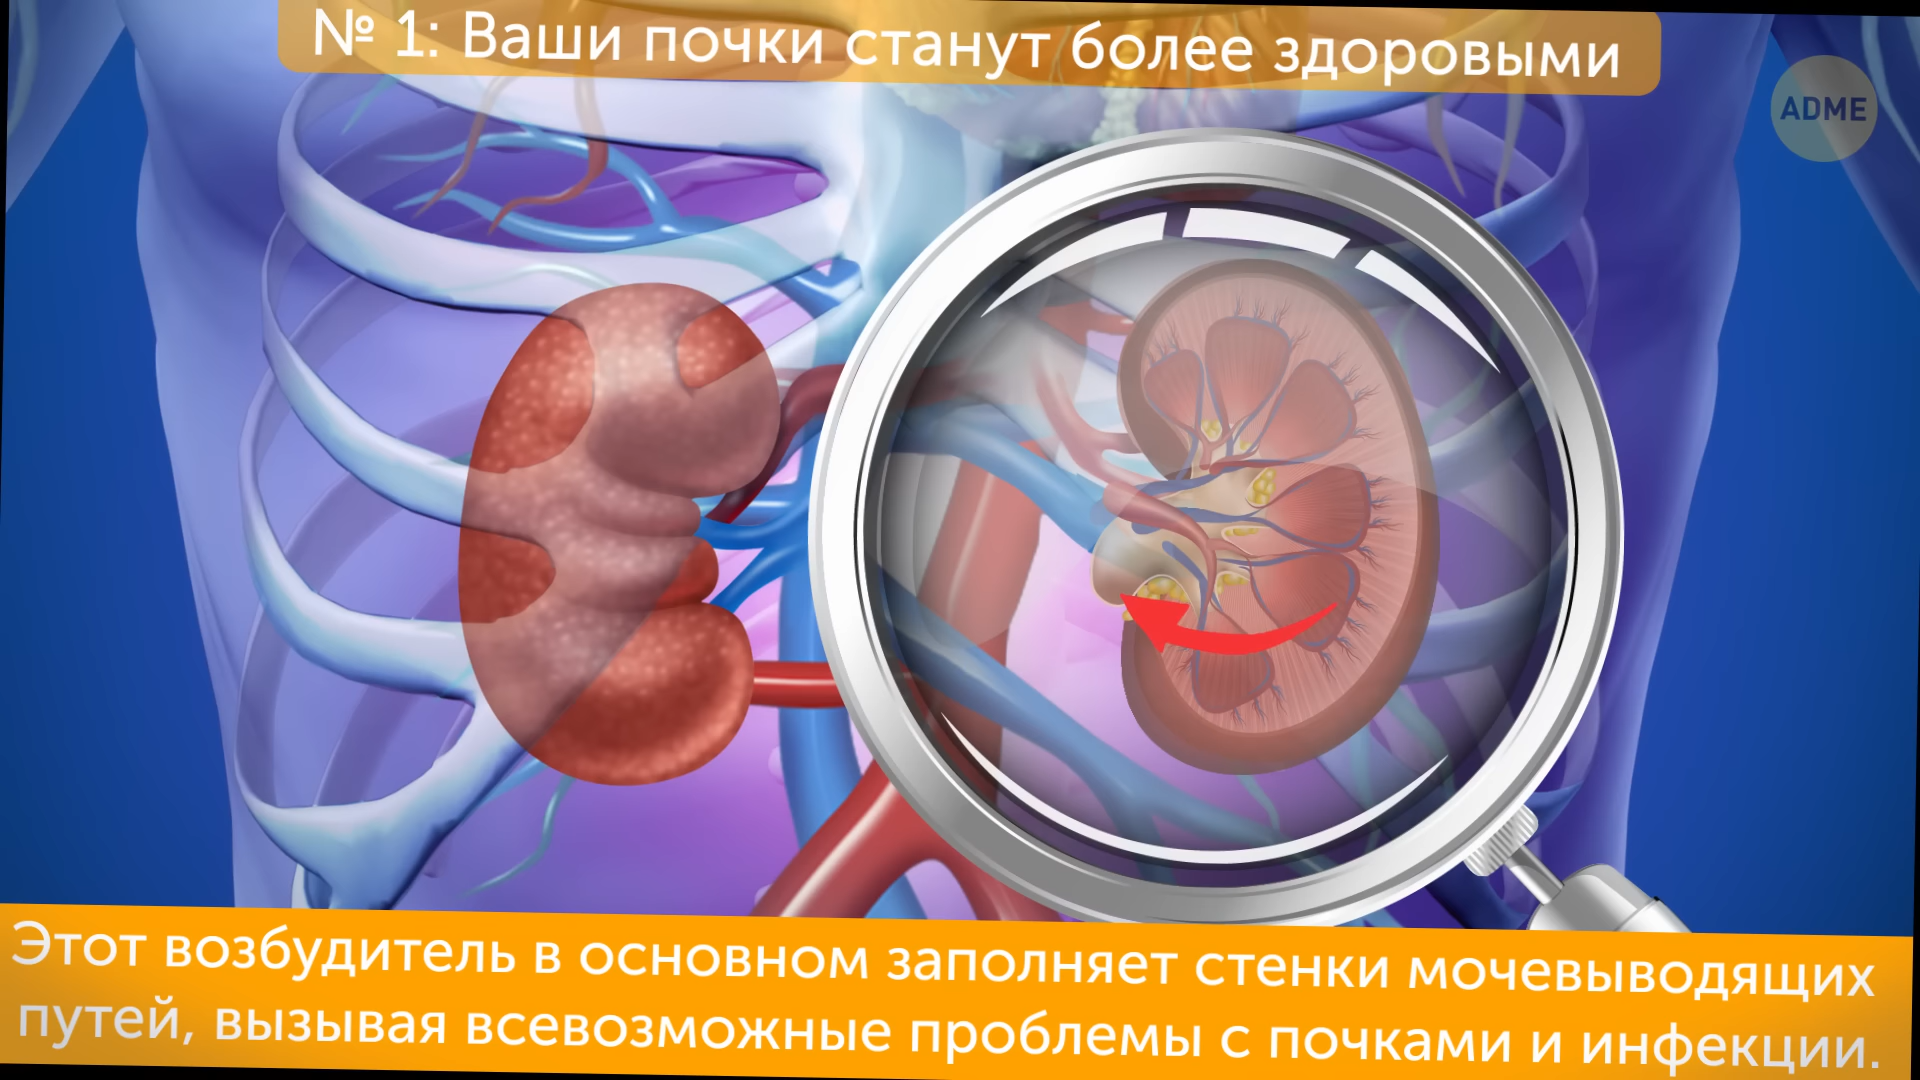 № 1: Ваши почки станут более здоровыми
ADME
Этот возбудитель в основном заполняет стенки мочевыводящих
путей, вызывая всевозможные проблемы с почками и инфекции.